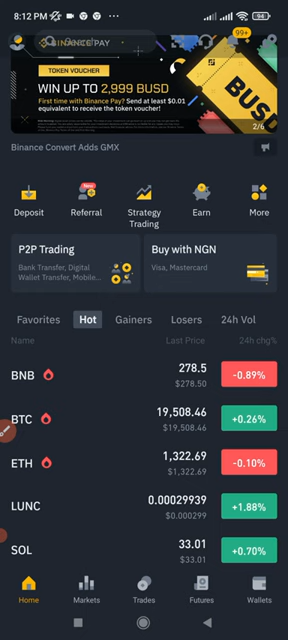 8:12 PM
94
BINANCE PAY
99+
TOKEN VOUCHER
WIN UP TO 2,999 BUSD
First time with Binance Pay? Send at least $0.01
equivalent to receive the token voucher!
BUSD
2/6
Binance Convert Adds GMX
Deposit
New
Referral
Strategy
Trading
Earn
More
P2P Trading
Bank Transfer, Digital
Wallet Transfer, Mobile...
Buy with NGN
Visa, Mastercard
Favorites Hot Gainers Losers 24h Vol
Name Last Price 24h chg%
BNB 278.5 -0.89%
$278.50
BTC 19,508.46 +0.26%
$19,508.46
ETH 1,322.69 -0.10%
$1,322.69
LUNC 0.00029939 +1.88%
$0.000299
SOL 33.01 +0.70%
$33.01
Home Markets Trades Futures Wallets